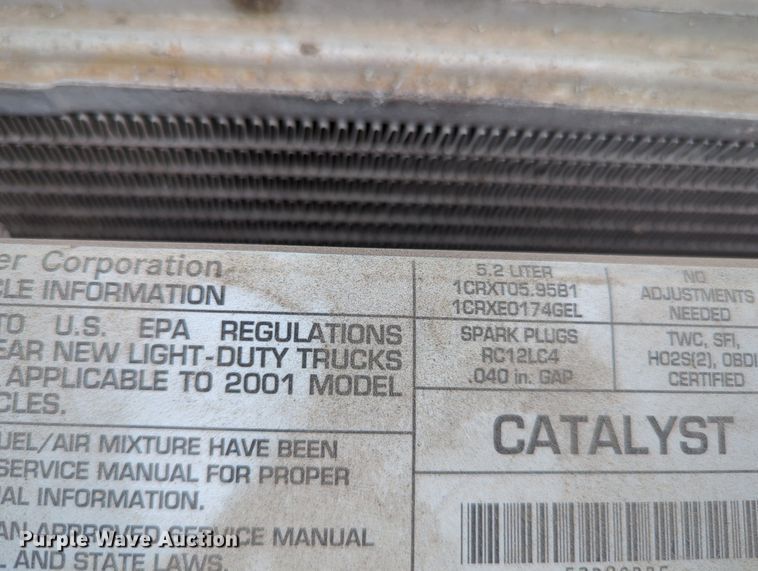 er Corporation
CLE INFORMATION
TO U.S. EPA REGULATIONS
EAR NEW LIGHT-DUTY TRUCKS
APPLICABLE TO 2001 MODEL
CLES.
FUEL/AIR MIXTURE HAVE BEEN
SERVICE MANUAL FOR PROPER
AL INFORMATION.
AN APPROVED SERVICE MANUAL
L AND STATE LAWS.
5.2 LITER
1CRXT05.95B1
1CRXE0174GEL
NO
ADJUSTMENTS
NEEDED
SPARK PLUGS
RC12LC4
.040 in. GAP
TWC, SFI,
HO2S(2), OBDI
CERTIFIED
CATALYST
Purple Wave Auction